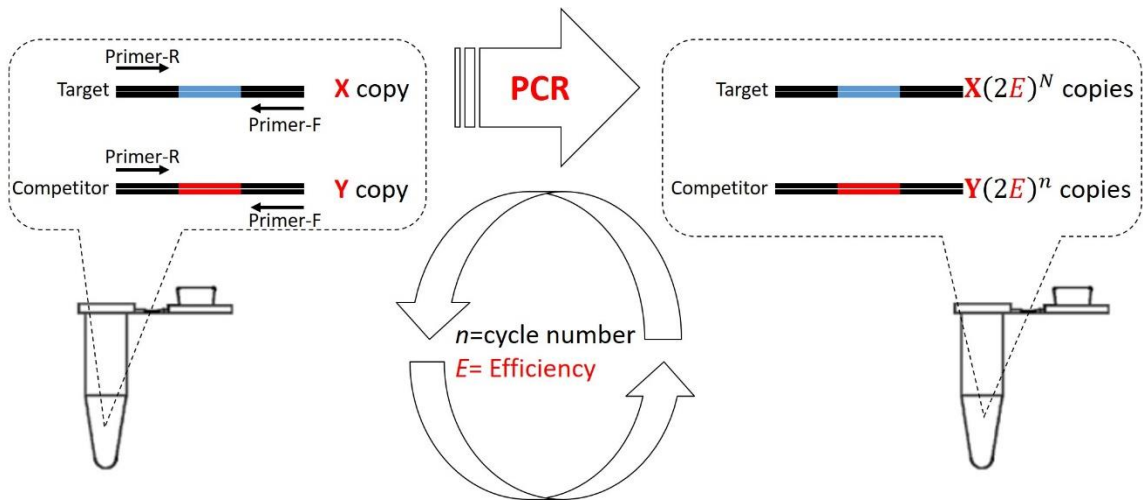 Primer-R
Target
X copy
Primer-F
Primer-R
Competitor
Y copy
Primer-F
PCR
n=cycle number
E= Efficiency
Target
X(2E)^N copies
Competitor
Y(2E)^n copies